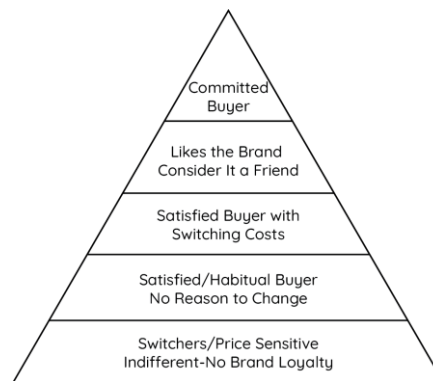 Committed
Buyer
Likes the Brand
Consider It a Friend
Satisfied Buyer with
Switching Costs
Satisfied/Habitual Buyer
No Reason to Change
Switchers/Price Sensitive
Indifferent-No Brand Loyalty